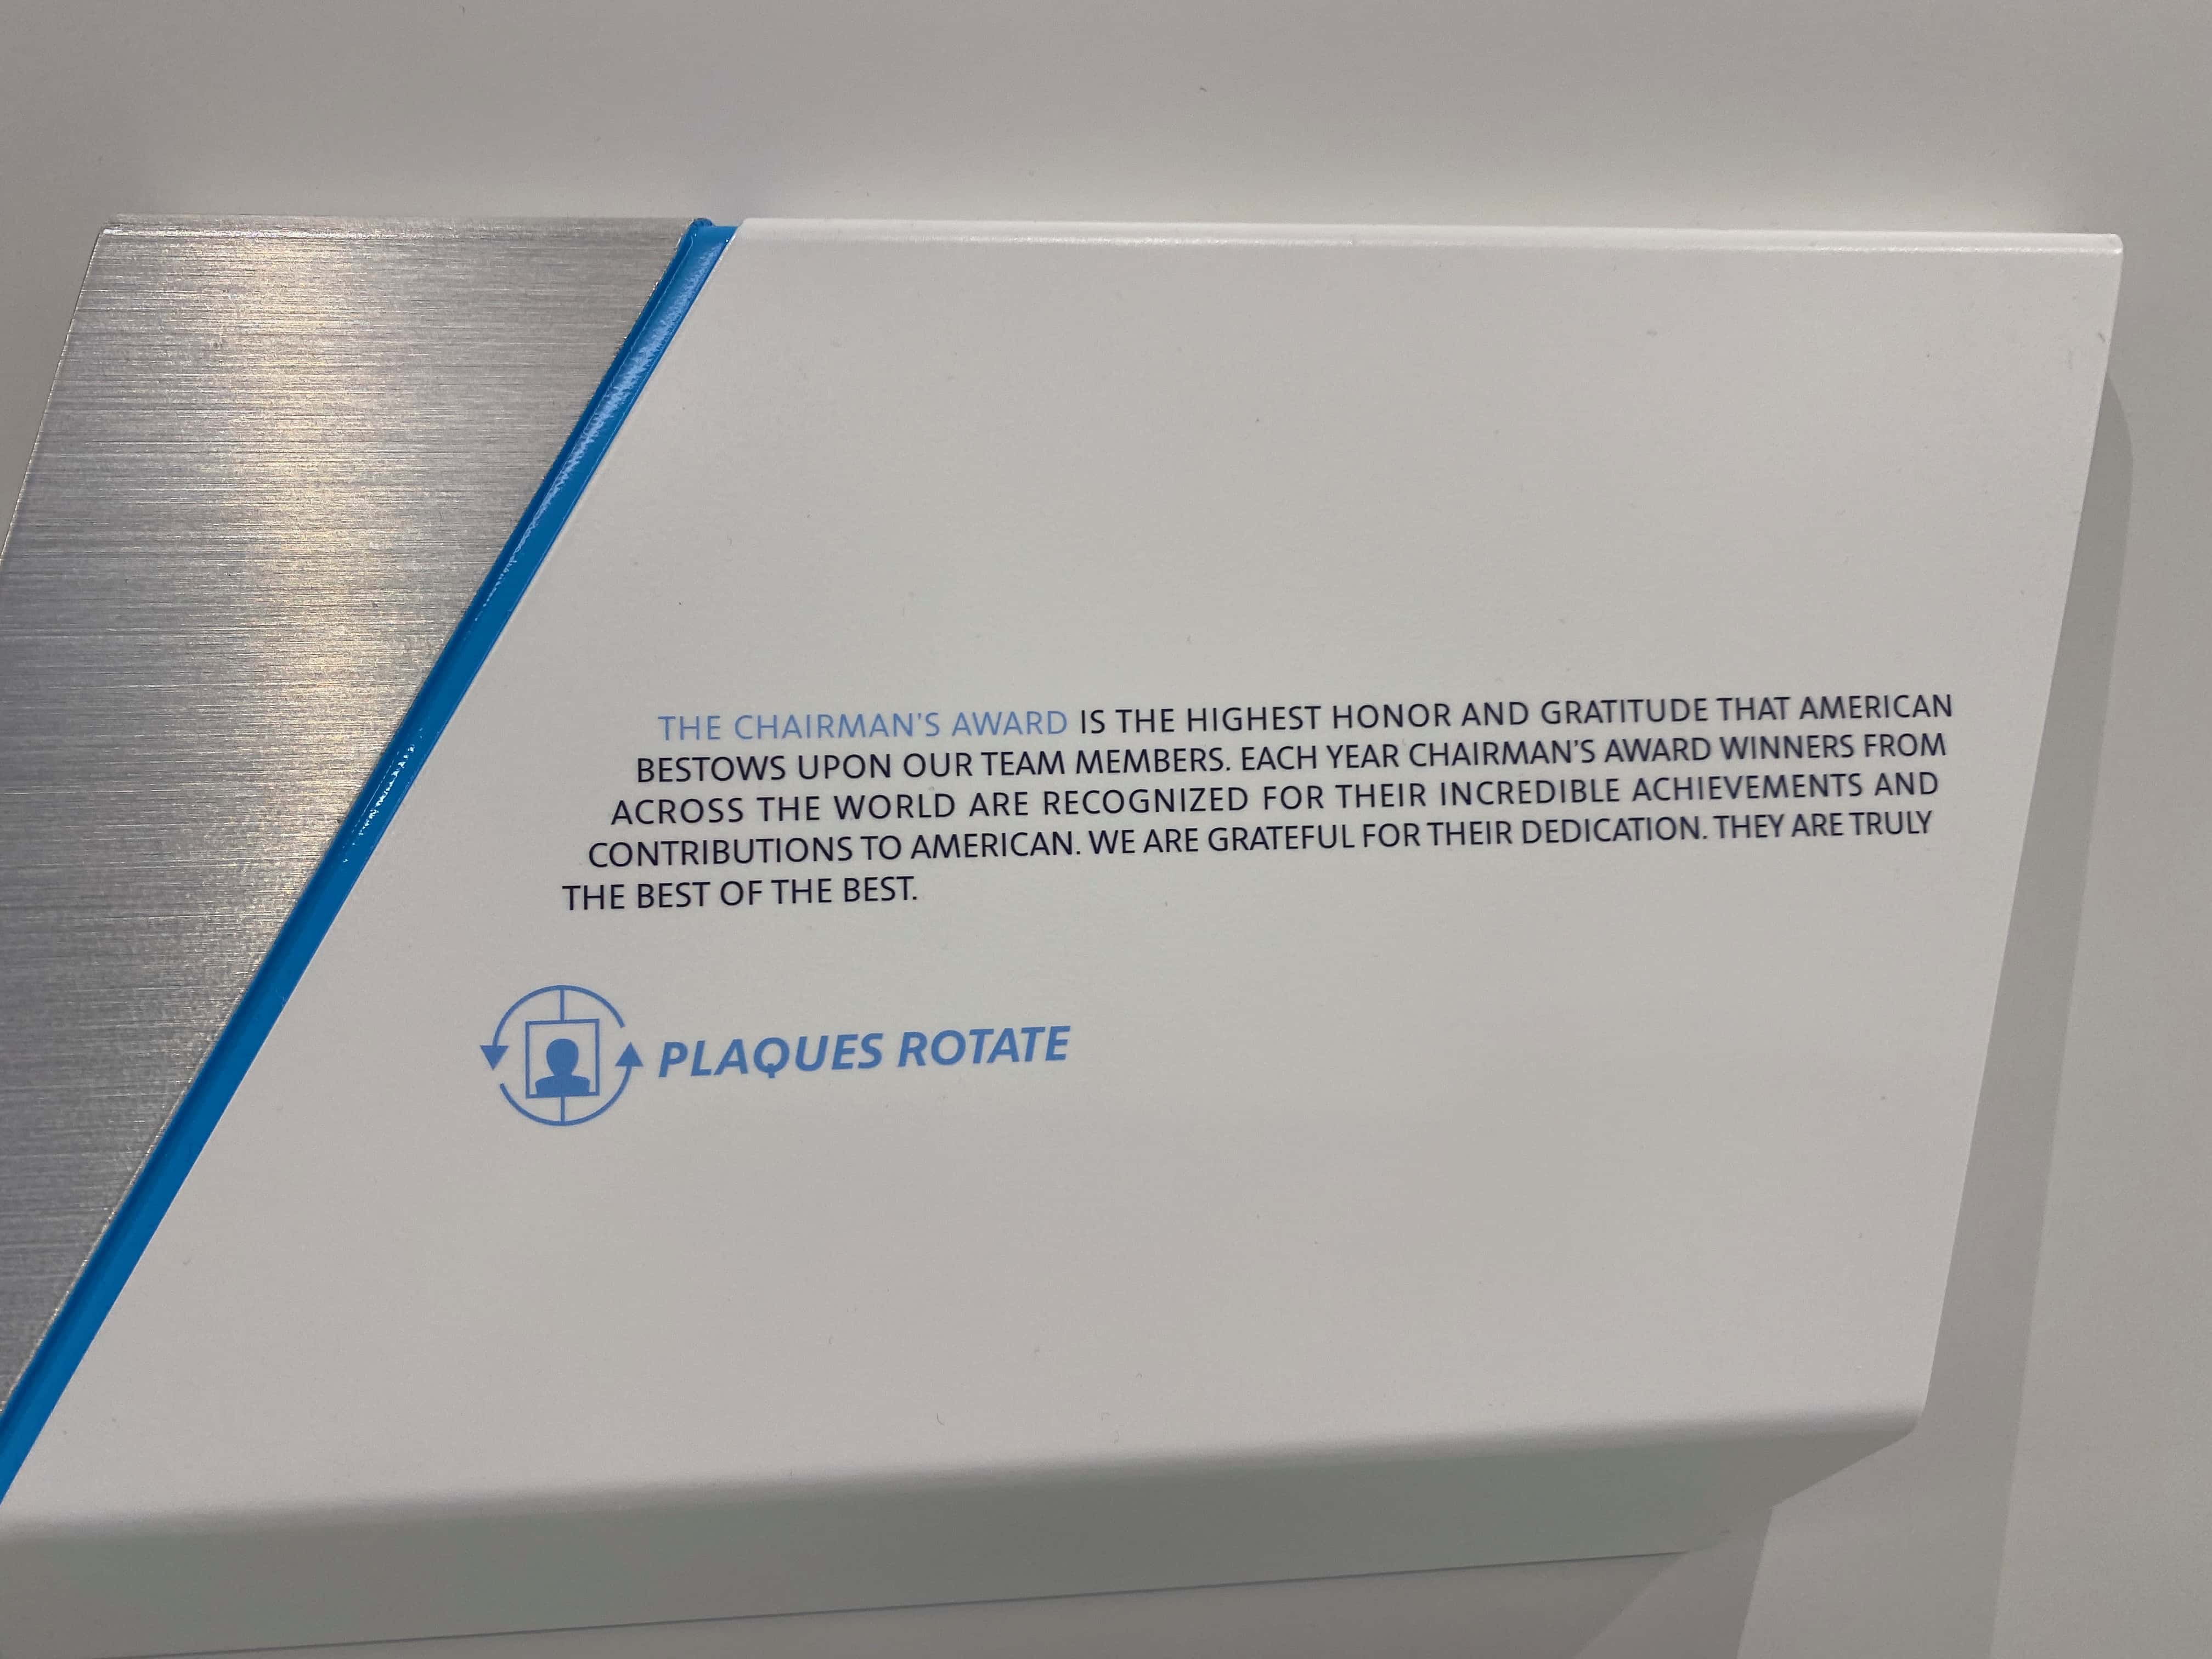 THE CHAIRMAN'S AWARD IS THE HIGHEST HONOR AND GRATITUDE THAT AMERICAN
BESTOWS UPON OUR TEAM MEMBERS. EACH YEAR CHAIRMAN'S AWARD WINNERS FROM
ACROSS THE WORLD ARE RECOGNIZED FOR THEIR INCREDIBLE ACHIEVEMENTS AND
CONTRIBUTIONS TO AMERICAN. WE ARE GRATEFUL FOR THEIR DEDICATION. THEY ARE TRULY
THE BEST OF THE BEST.
PLAQUES ROTATE